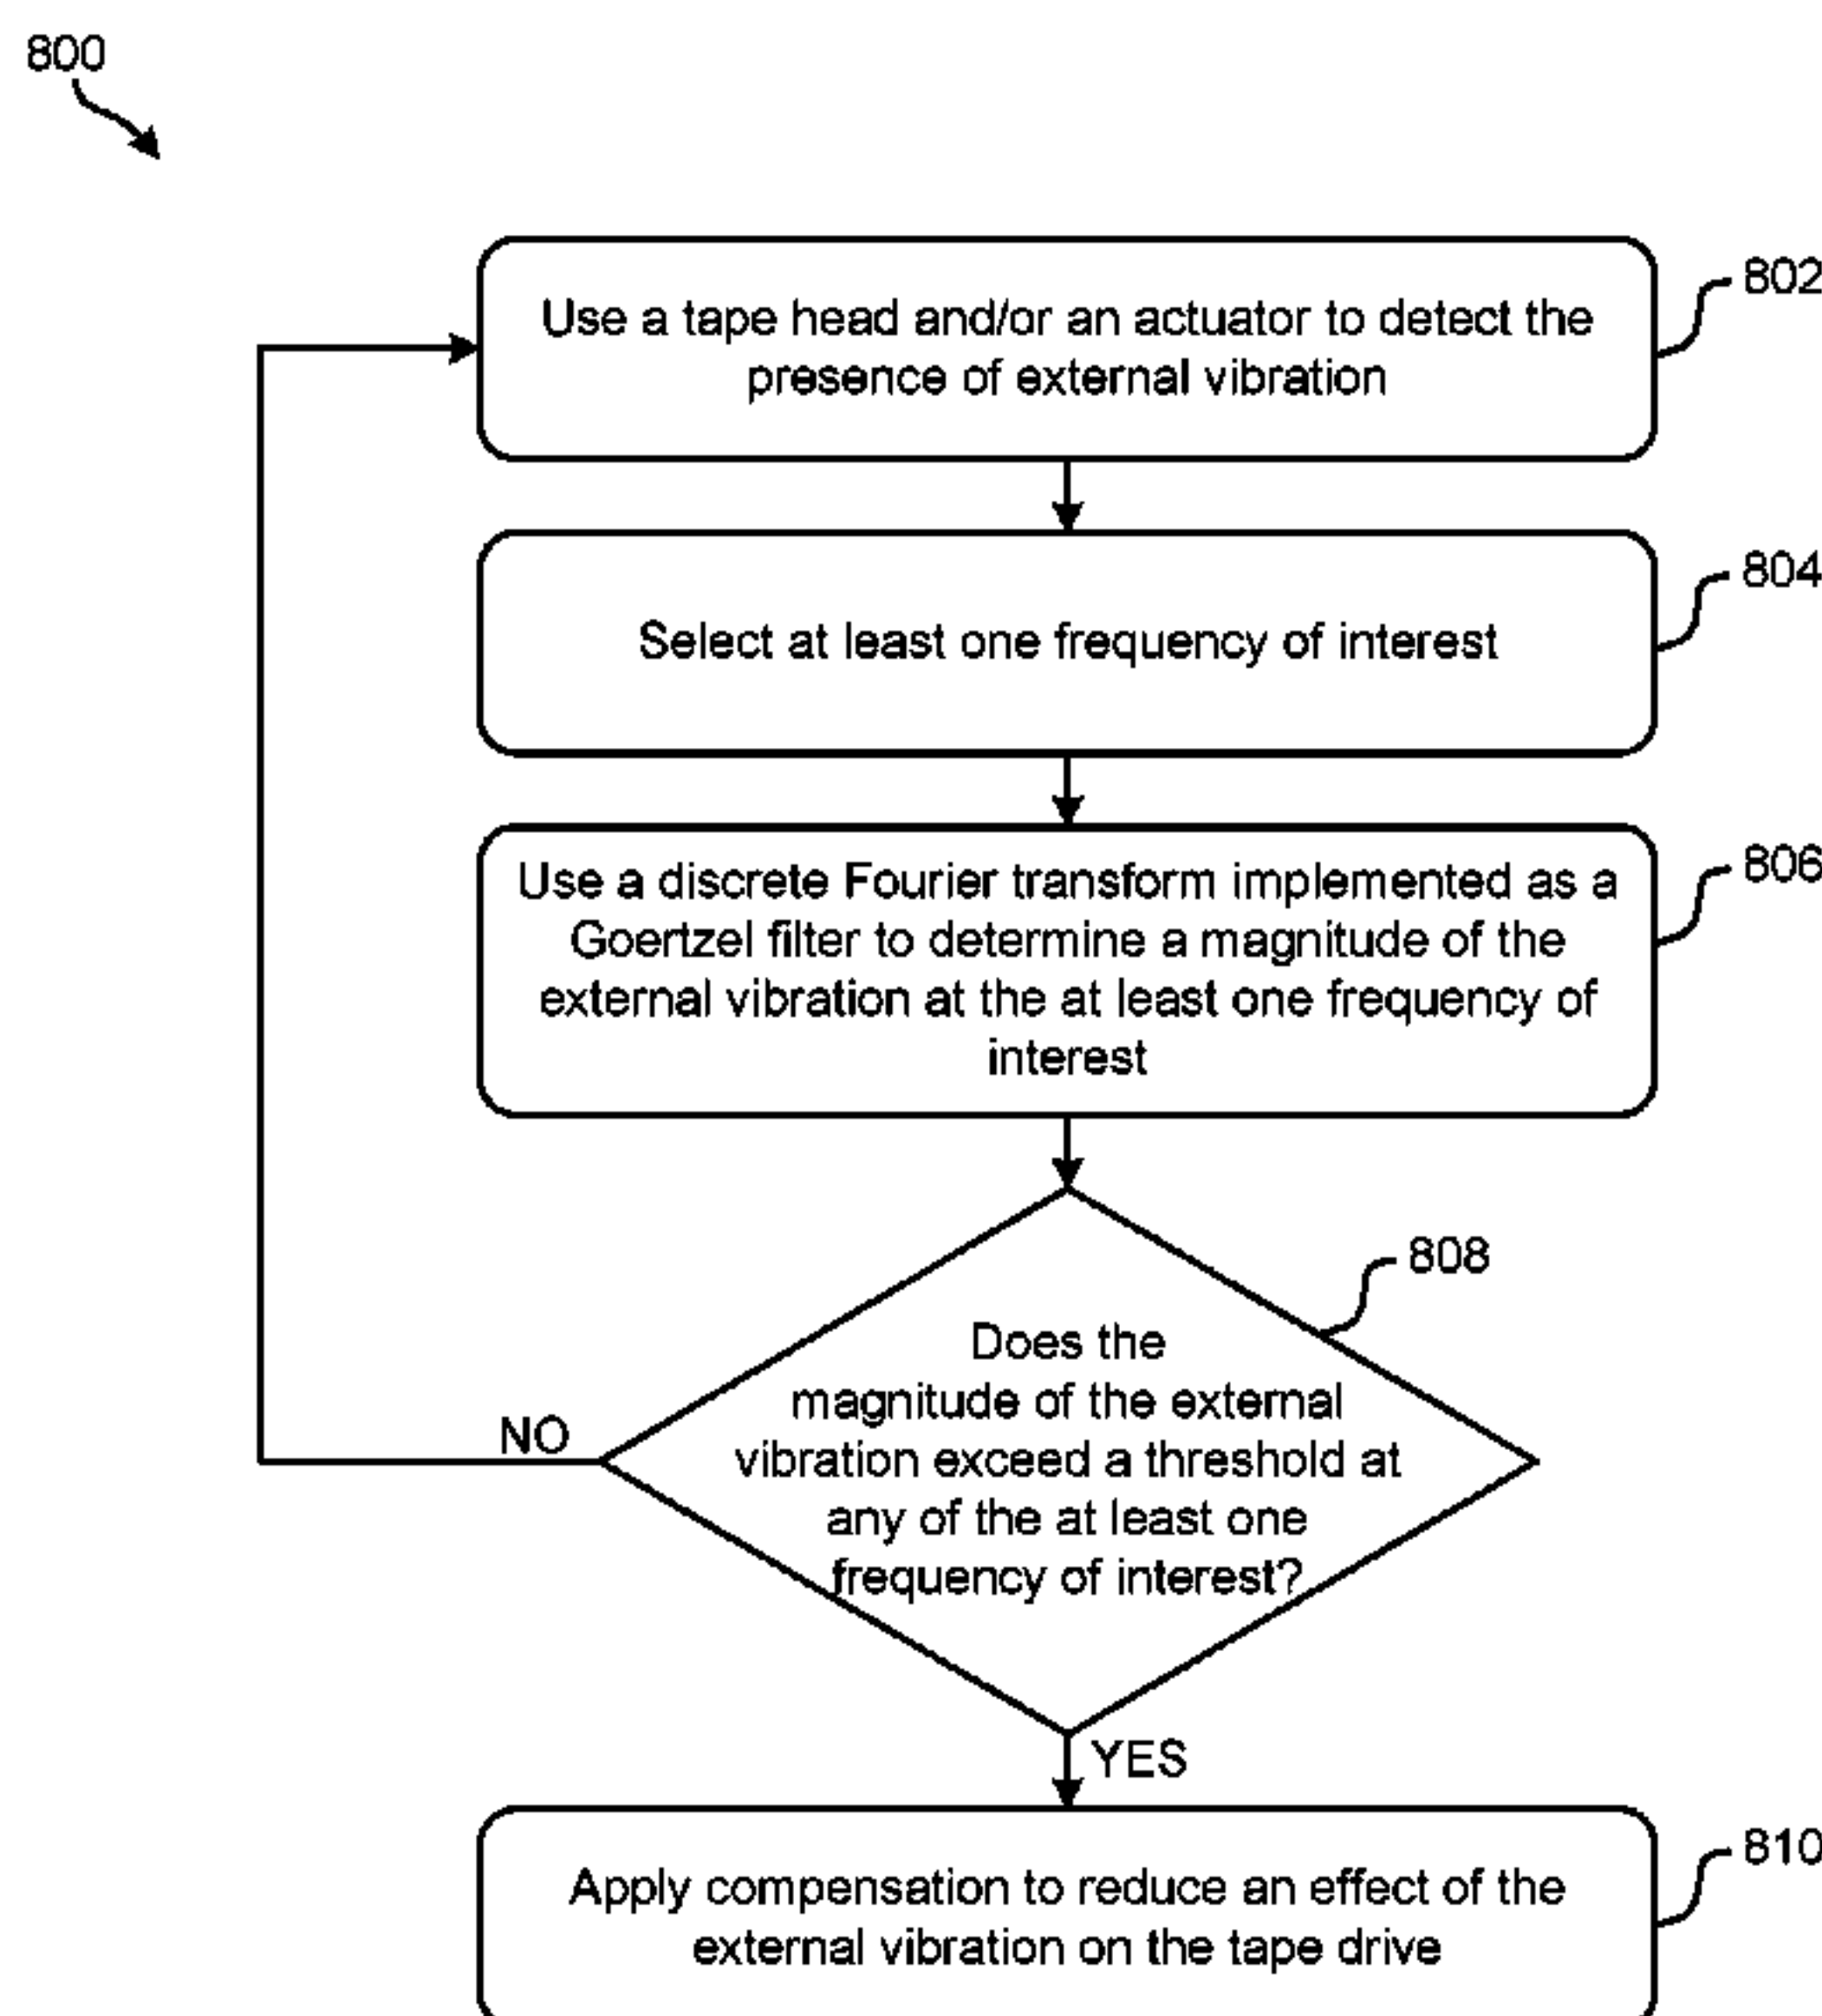 800
Use a tape head and/or an actuator to detect the
presence of external vibration
802
Select at least one frequency of interest
804
Use a discrete Fourier transform implemented as a
Goertzel filter to determine a magnitude of the
external vibration at the at least one frequency of
interest
806
Does the
magnitude of the external
vibration exceed a threshold at
any of the at least one
frequency of interest?
808
NO
YES
Apply compensation to reduce an effect of the
external vibration on the tape drive
810